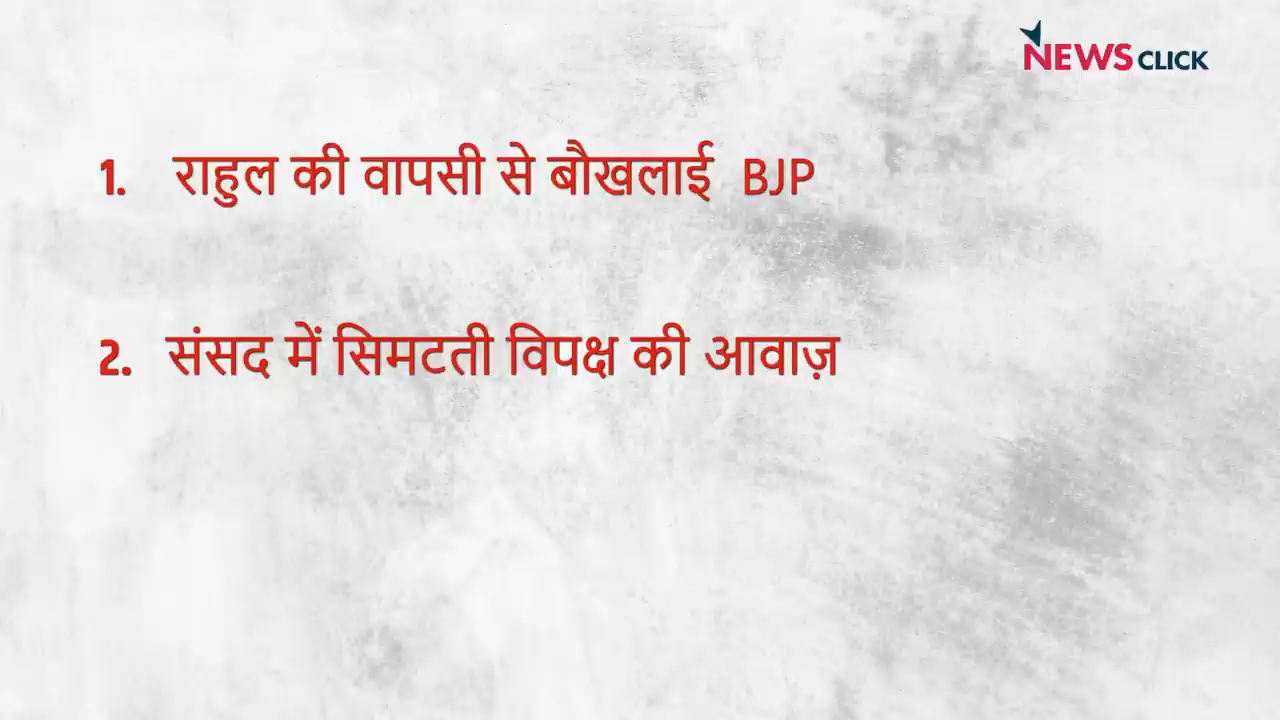 NEWSCLICK
1. राहुल की वापसी से बौखलाई BJP
2. संसद में सिमटती विपक्ष की आवाज़